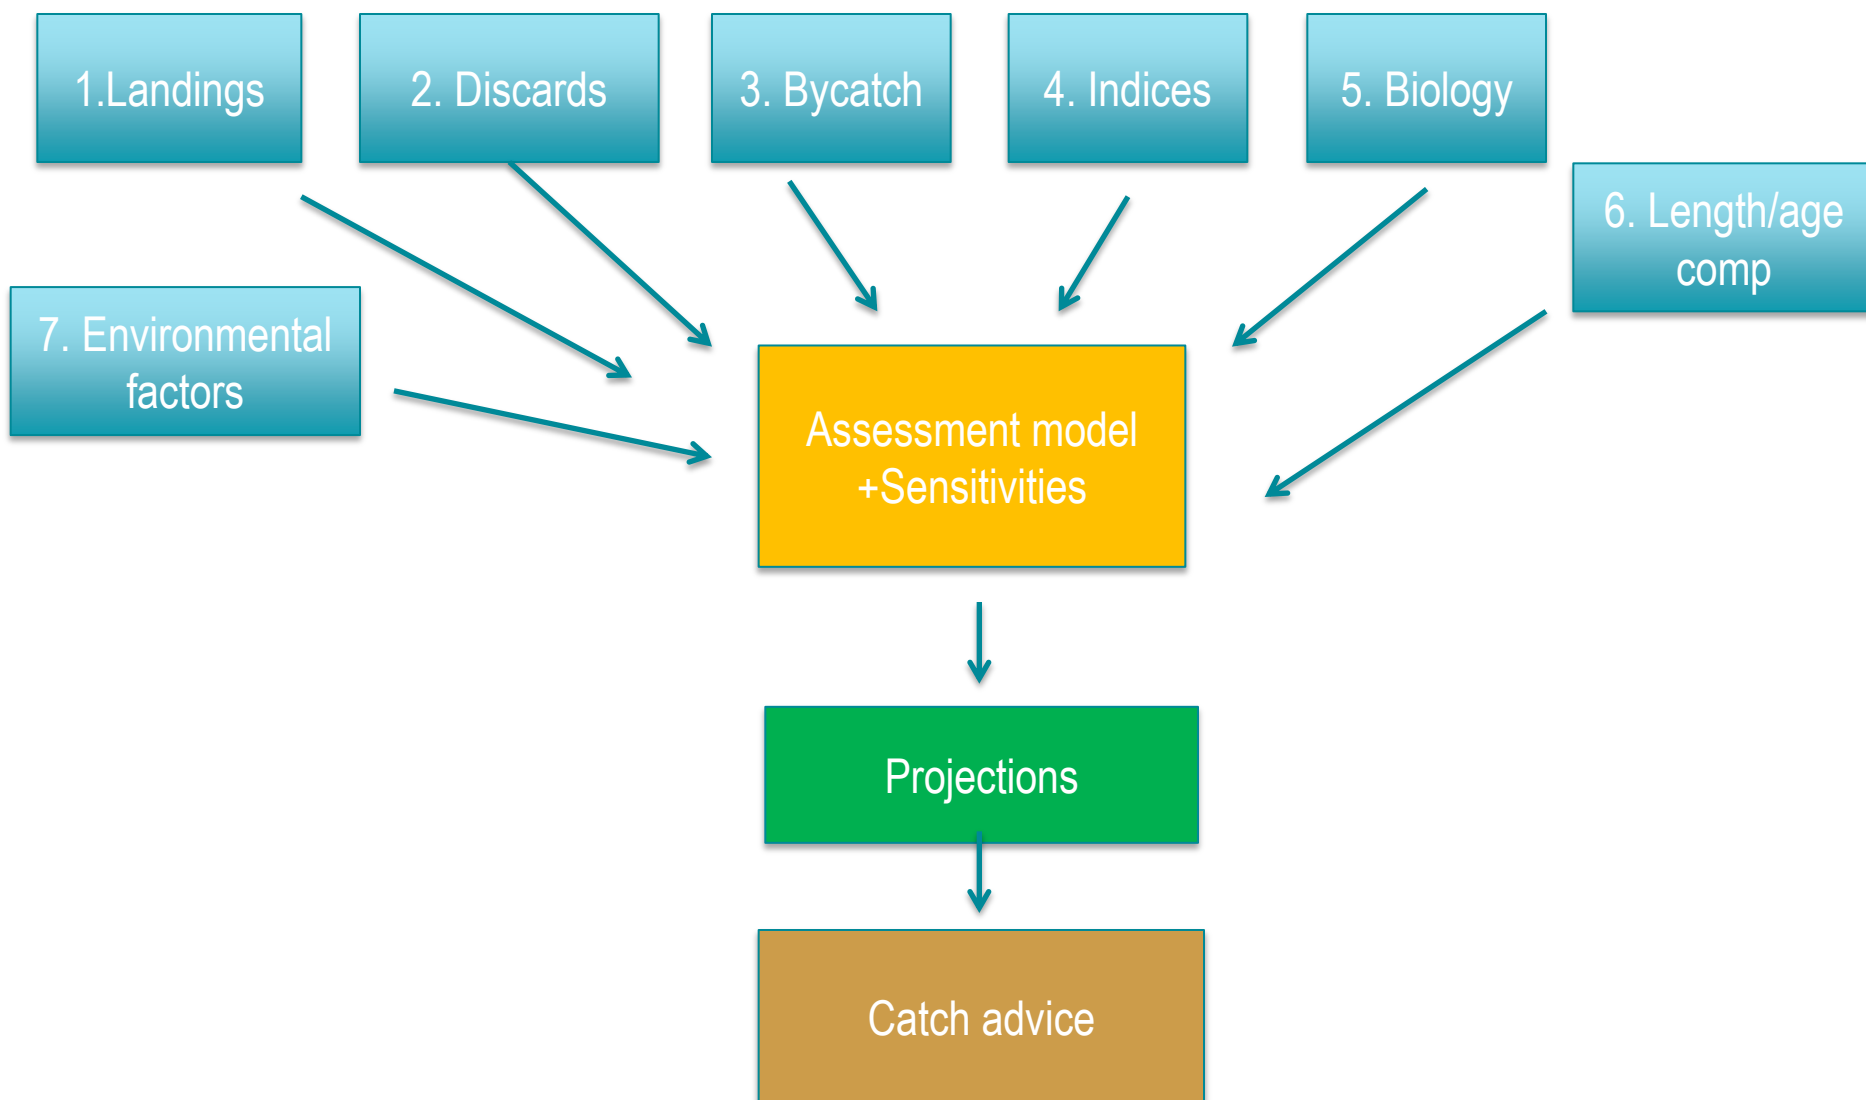 1.Landings
2. Discards
3. Bycatch
4. Indices
5. Biology
6. Length/age
comp
7. Environmental
factors
Assessment model
+Sensitivities
Projections
Catch advice